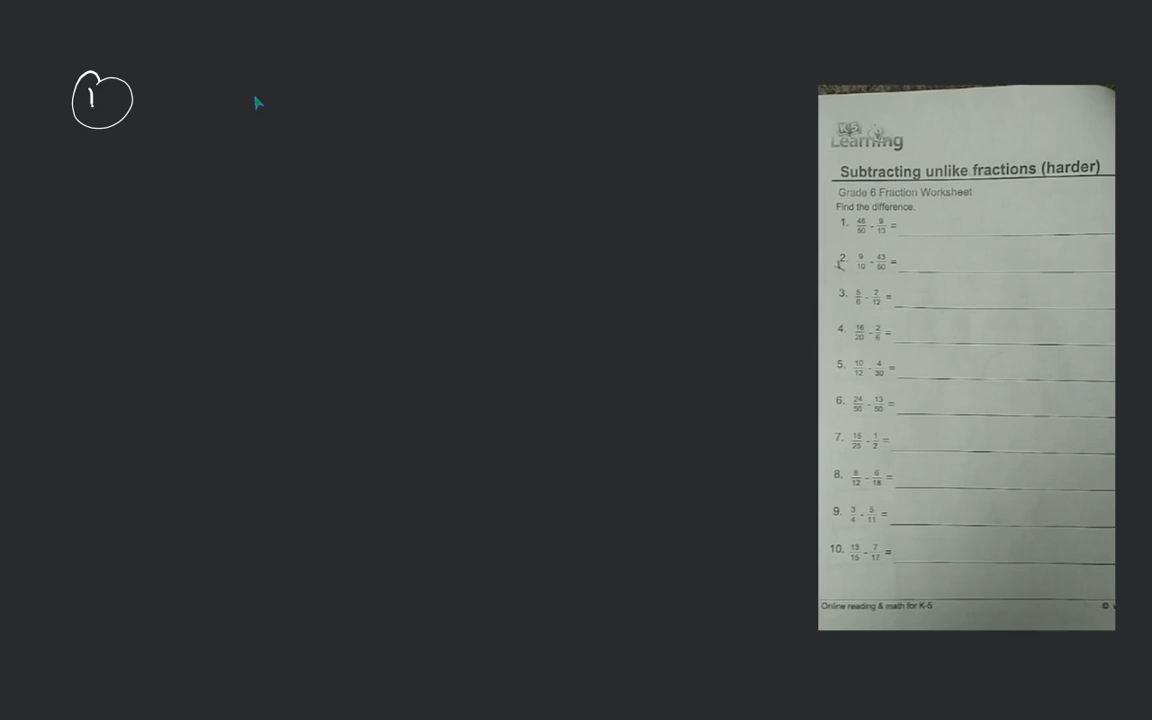 1
K5
Learning
Subtracting unlike fractions (harder)
Grade 6 Fraction Worksheet
Find the difference.
1. 46/50 - 9/13 =
2. 9/10 - 43/50 =
3. 5/6 - 2/12 =
4. 16/20 - 2/6 =
5. 10/12 - 4/30 =
6. 24/50 - 13/50 =
7. 15/25 - 1/2 =
8. 8/12 - 6/18 =
9. 3/4 - 5/11 =
10. 13/15 - 7/17 =
Online reading & math for K-5 ©